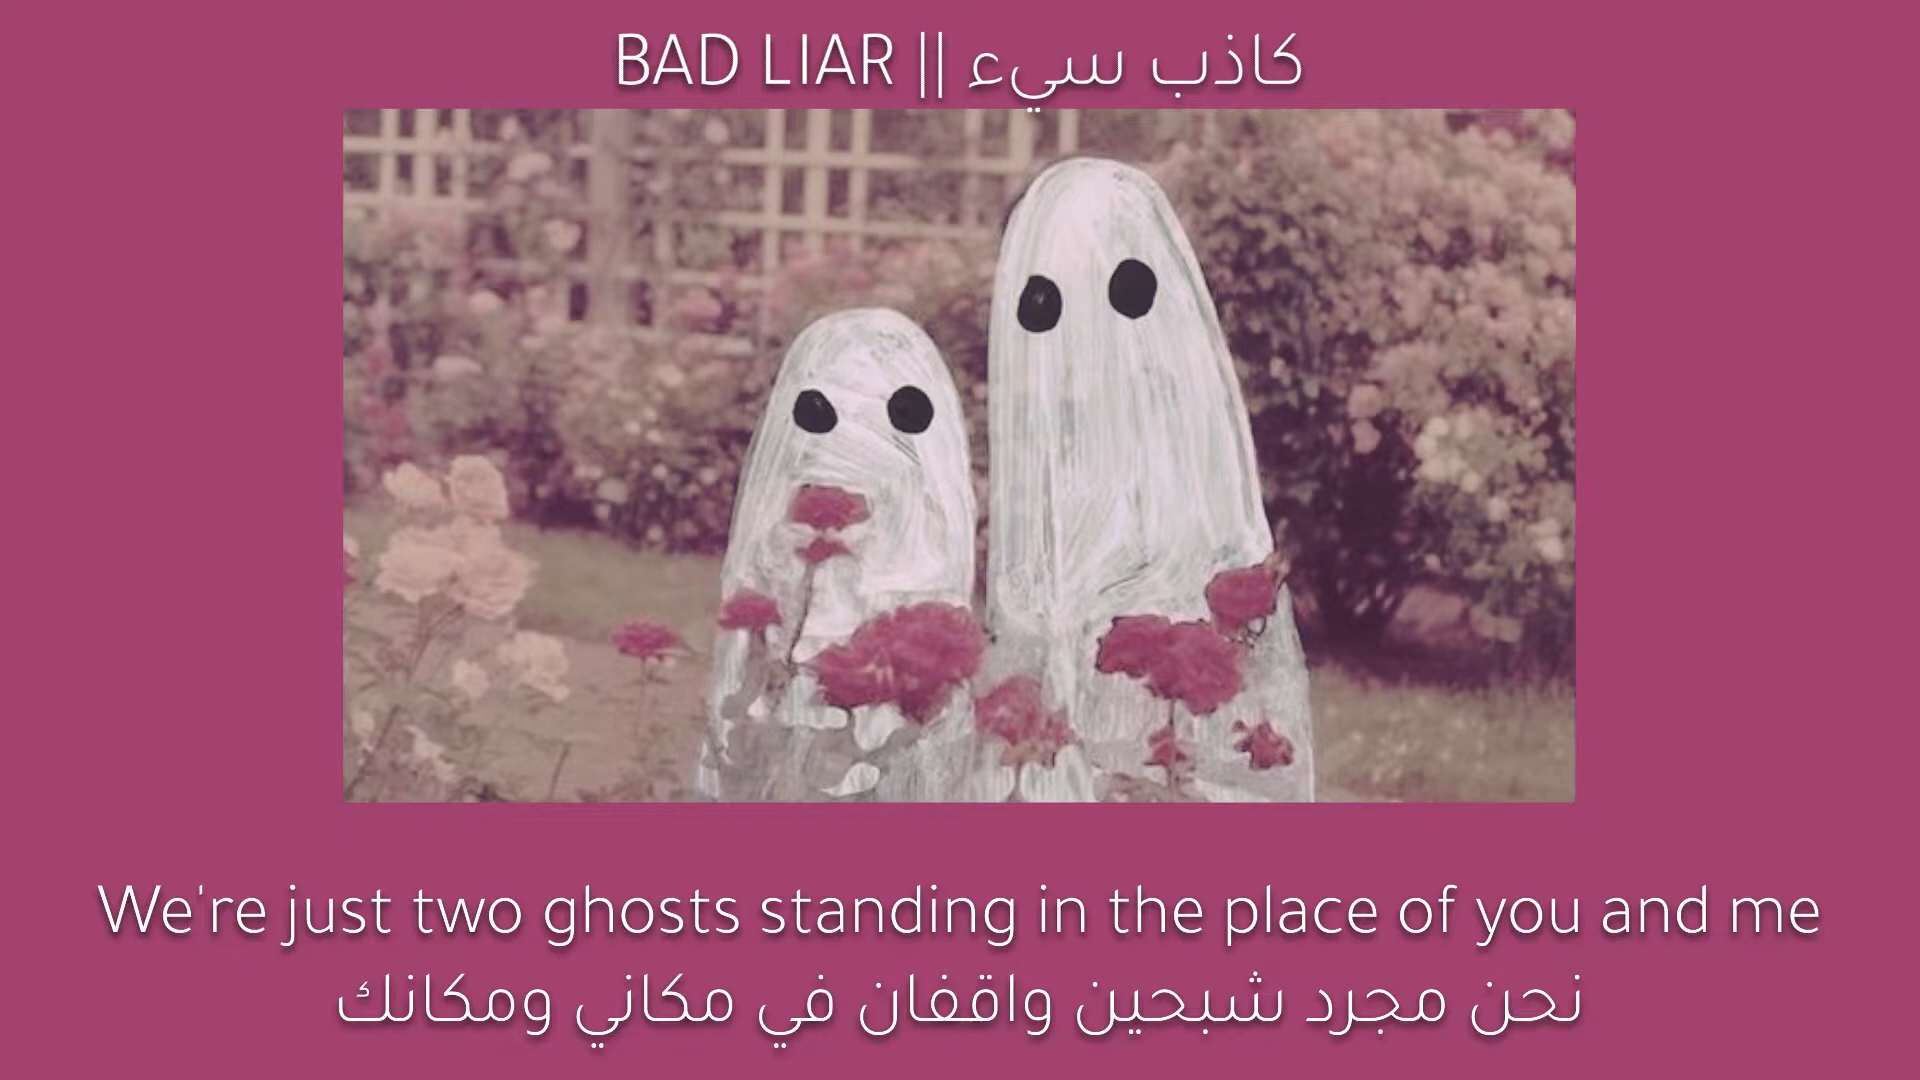 BAD LIAR || كاذب سيء
We're just two ghosts standing in the place of you and me
نحن مجرد شبحين واقفان في مكاني ومكانك